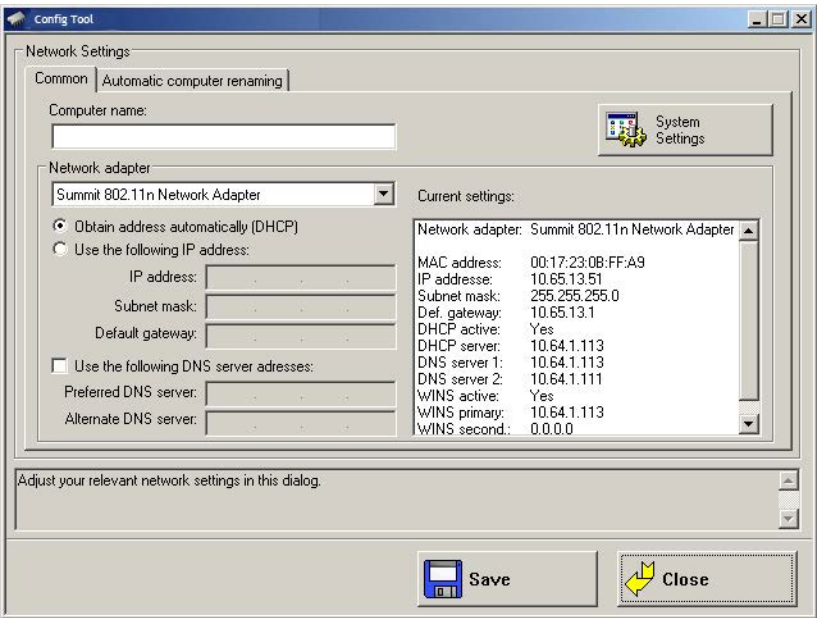 Config Tool
Network Settings
Common
Automatic computer renaming
Computer name:
System
Settings
Network adapter
Summit 802.11n Network Adapter
Obtain address automatically (DHCP)
Use the following IP address:
IP address:
Subnet mask:
Default gateway:
Use the following DNS server adresses:
Preferred DNS server:
Alternate DNS server:
Current settings:
Network adapter: Summit 802.11n Network Adapter
MAC address: 00:17:23:0B:FF:A9
IP addresse: 10.65.13.51
Subnet mask: 255.255.255.0
Def. gateway: 10.65.13.1
DHCP active: Yes
DHCP server: 10.64.1.113
DNS server 1: 10.64.1.113
DNS server 2: 10.64.1.111
WINS active: Yes
WINS primary: 10.64.1.113
WINS second.: 0.0.0.0
Adjust your relevant network settings in this dialog.
Save
Close